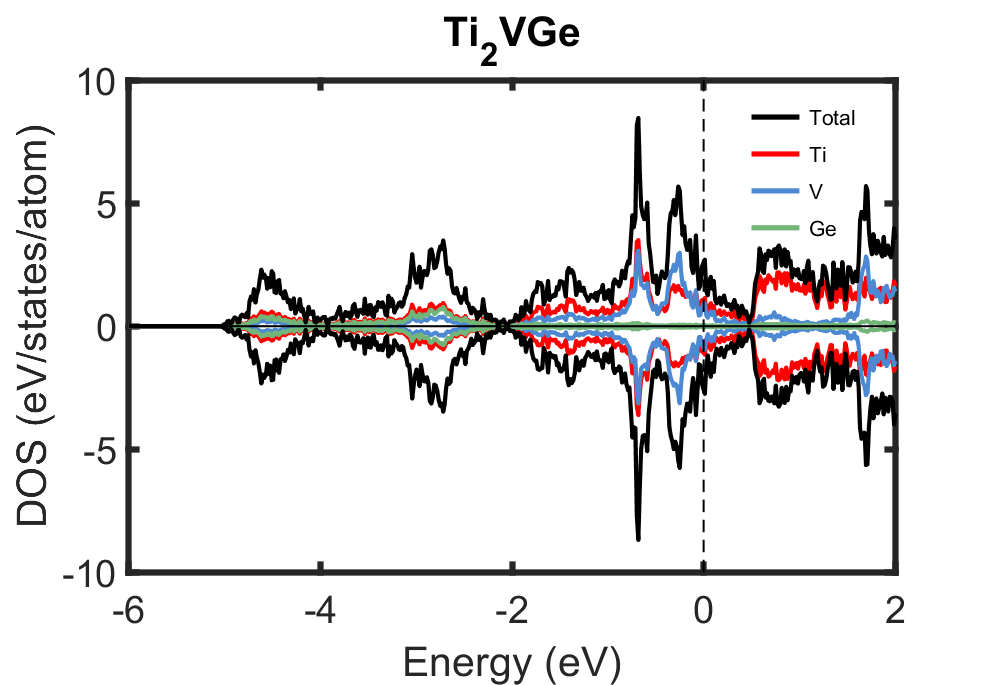 Ti₂VGe
10
5
0
-5
-10
DOS (eV/states/atom)
Total
Ti
V
Ge
-6 -4 -2 0 2
Energy (eV)